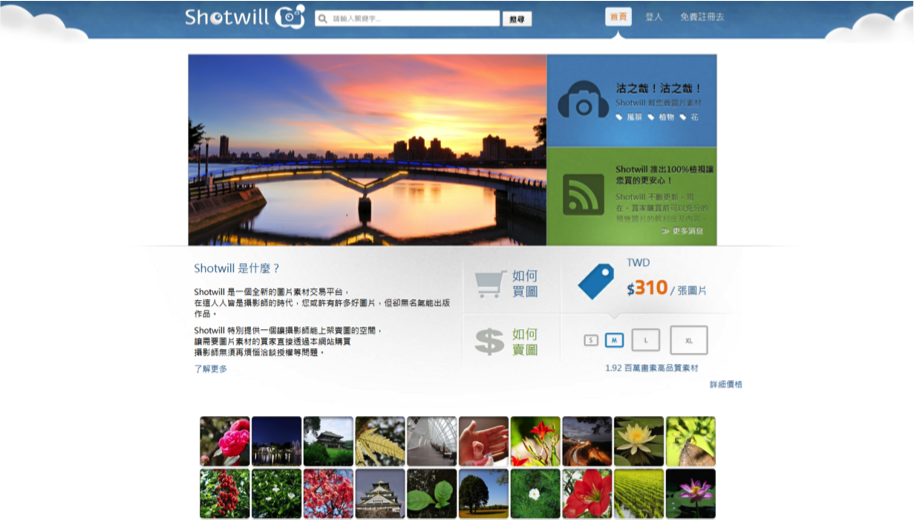 Shotwill
請輸入關鍵字...
搜尋
首頁
登入
免費註冊去
沽之哉！沽之哉！
Shotwill 幫您賣圖片素材
風景 植物 花
Shotwill 推出100%檢視讓
您買的更安心！
Shotwill 不斷更新，現
在，買家購買前可以充分的
≫ 更多消息
Shotwill 是什麼？
Shotwill 是一個全新的圖片素材交易平台，
在這人人皆是攝影師的時代，您或許有許多好圖片，但卻無名氣能出版
作品。
Shotwill 特別提供一個讓攝影師能上架賣圖的空間，
讓需要圖片素材的買家直接透過本網站購買
攝影師無須再煩惱洽談授權等問題。
了解更多
如何
買圖
如何
賣圖
TWD
$310 / 張圖片
S M L XL
1.92 百萬畫素高品質素材
詳細價格